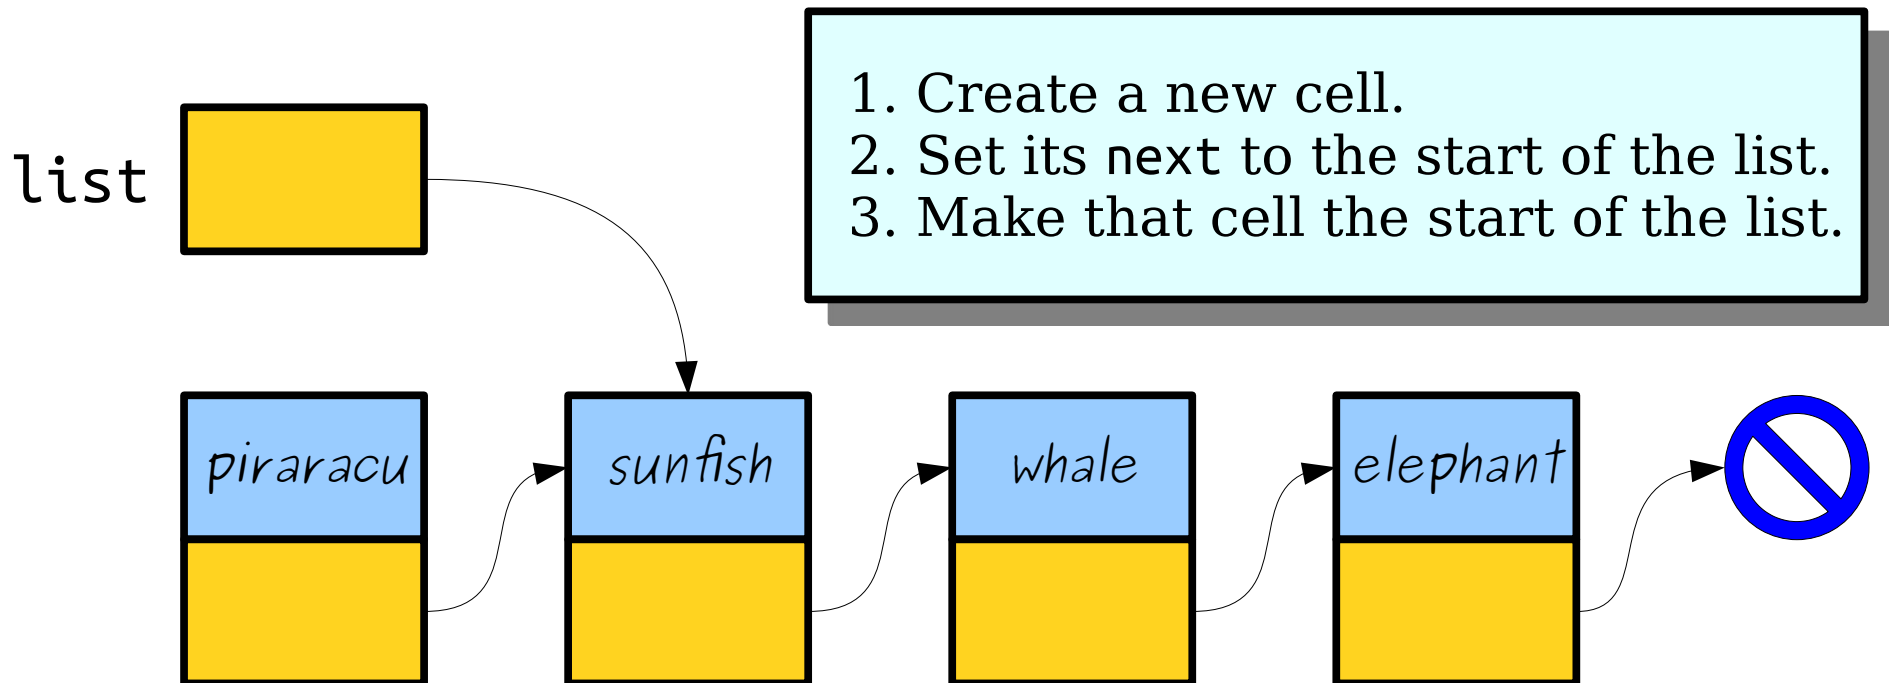 1. Create a new cell.
2. Set its next to the start of the list.
3. Make that cell the start of the list.
list
piraracu
sunfish
whale
elephant